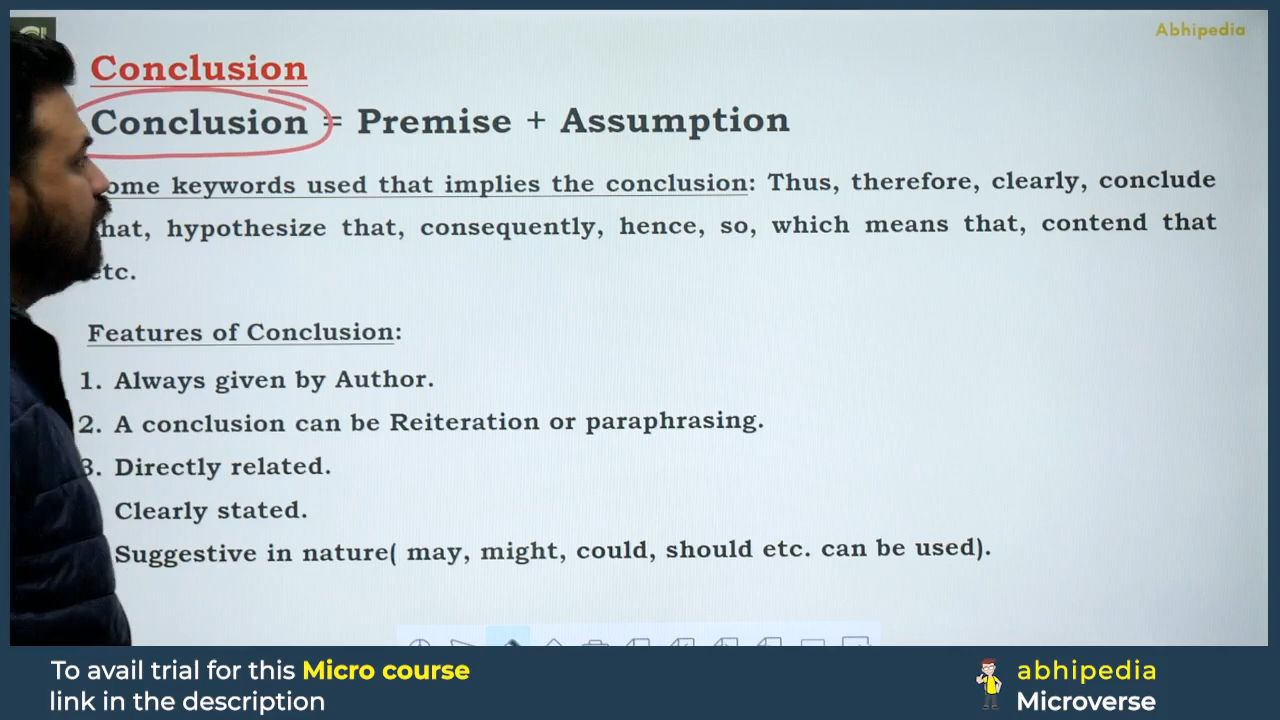 Abhipedia
Conclusion
Conclusion = Premise + Assumption
ome keywords used that implies the conclusion: Thus, therefore, clearly, conclude
hat, hypothesize that, consequently, hence, so, which means that, contend that
etc.
Features of Conclusion:
1. Always given by Author.
2. A conclusion can be Reiteration or paraphrasing.
3. Directly related.
Clearly stated.
Suggestive in nature( may, might, could, should etc. can be used).
To avail trial for this Micro course
link in the description
abhipedia
Microverse